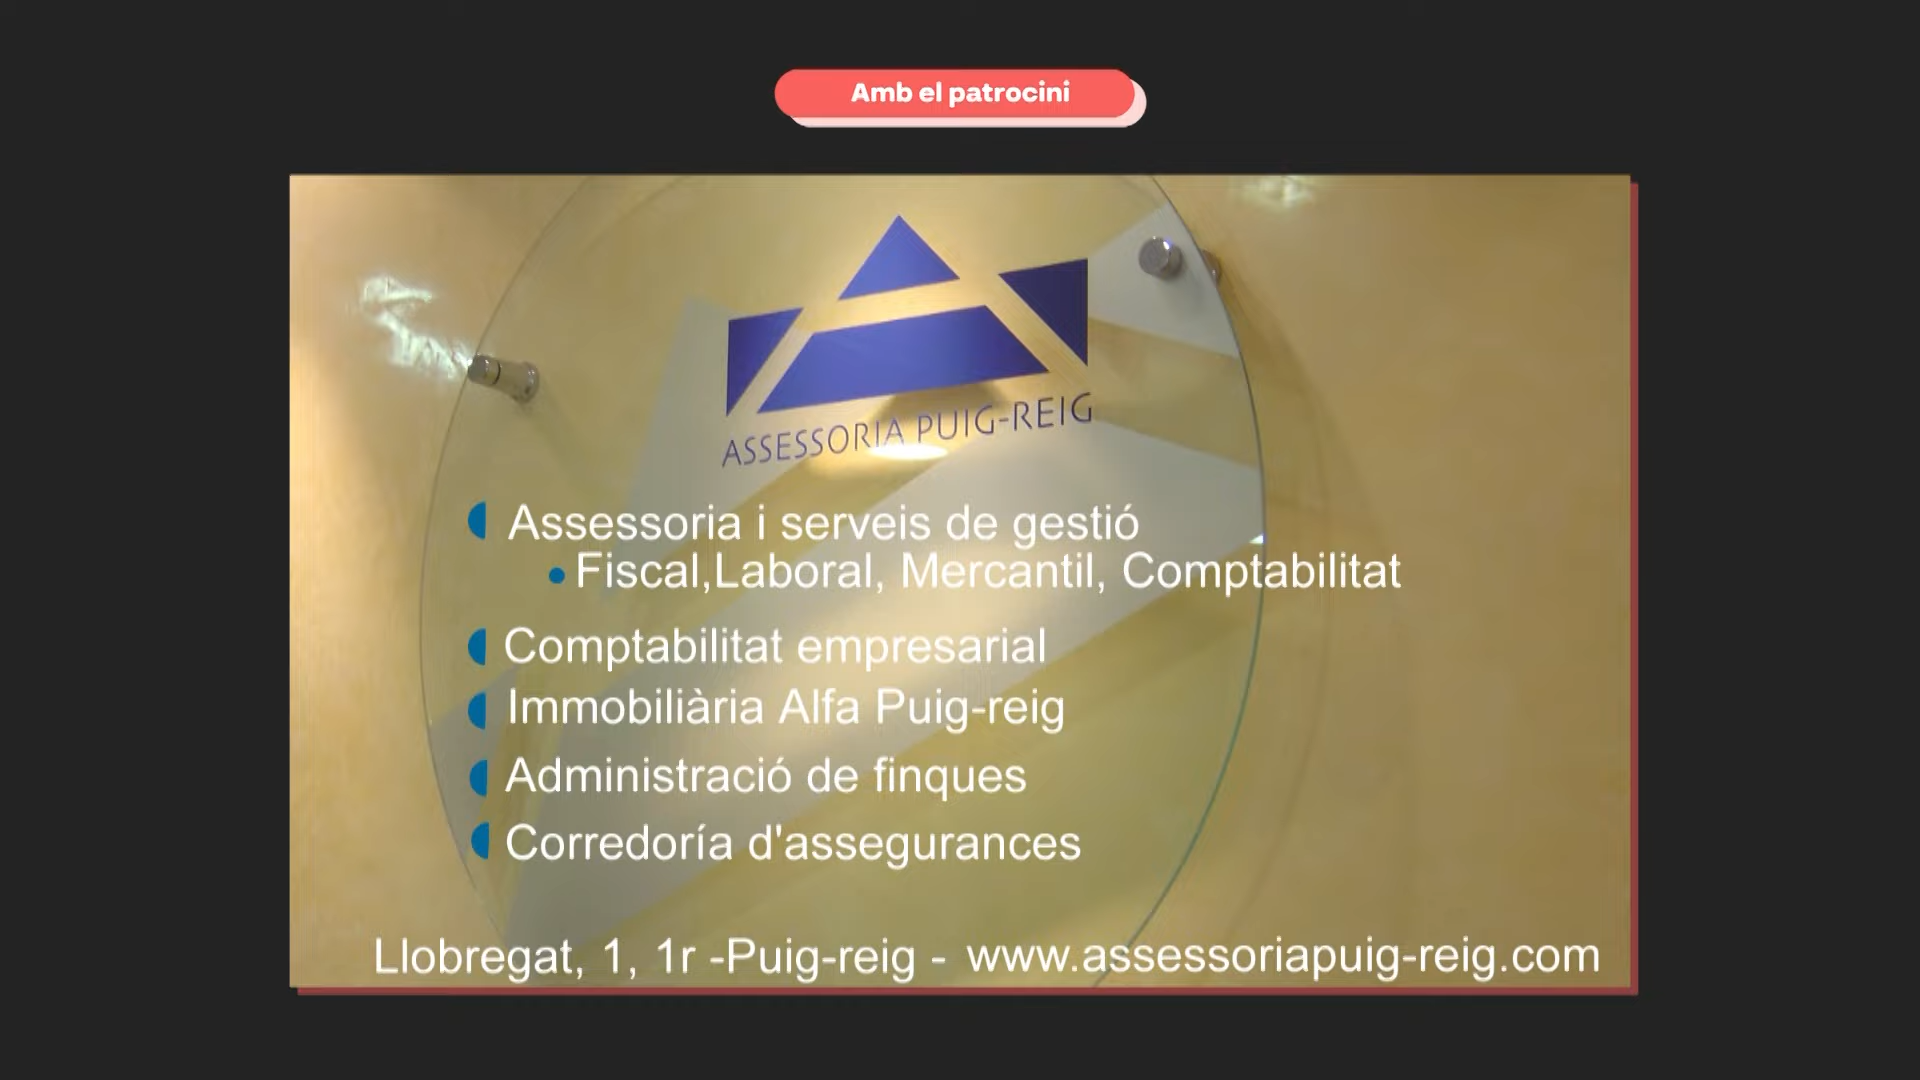 Amb el patrocini
ASSESSORIA PUIG-REIG
Assessoria i serveis de gestió
Fiscal,Laboral, Mercantil, Comptabilitat
Comptabilitat empresarial
Immobiliària Alfa Puig-reig
Administració de finques
Corredoría d'assegurances
Llobregat, 1, 1r -Puig-reig - www.assessoriapuig-reig.com